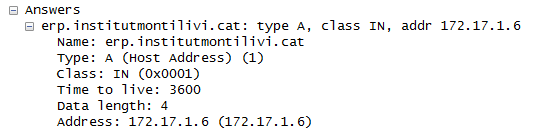 Answers
erp.institutmontilivi.cat: type A, class IN, addr 172.17.1.6
Name: erp.institutmontilivi.cat
Type: A (Host Address) (1)
Class: IN (0x0001)
Time to live: 3600
Data length: 4
Address: 172.17.1.6 (172.17.1.6)